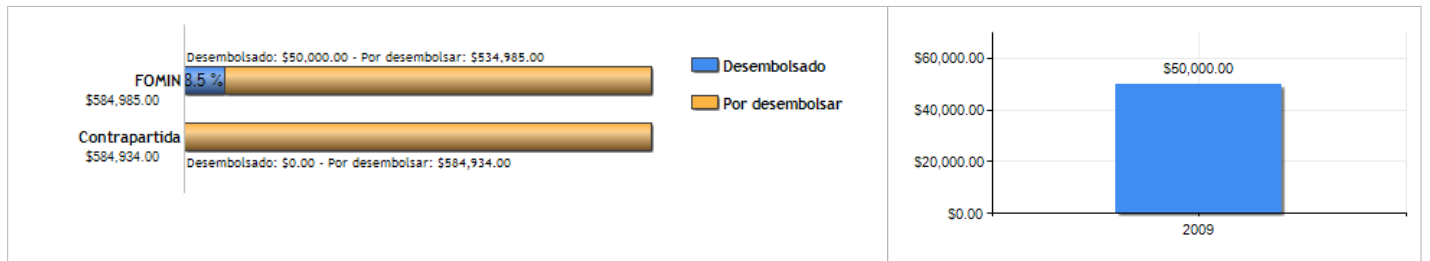 Desembolsado: $50,000.00 - Por desembolsar: $534,985.00
FOMIN 8.5 %
$584,985.00
Contrapartida
$584,934.00
Desembolsado: $0.00 - Por desembolsar: $584,934.00
Desembolsado
Por desembolsar
$60,000.00
$50,000.00
$40,000.00
$20,000.00
$0.00
2009